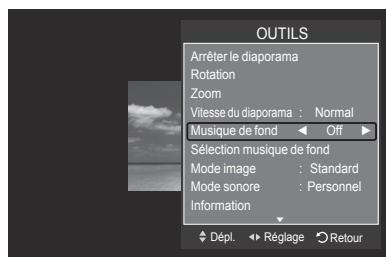 OUTILS
Arrêter le diaporama
Rotation
Zoom
Vitesse du diaporama : Normal
Musique de fond ◄ Off ►
Sélection musique de fond
Mode image : Standard
Mode sonore : Personnel
Information
Dépl. Réglage Retour